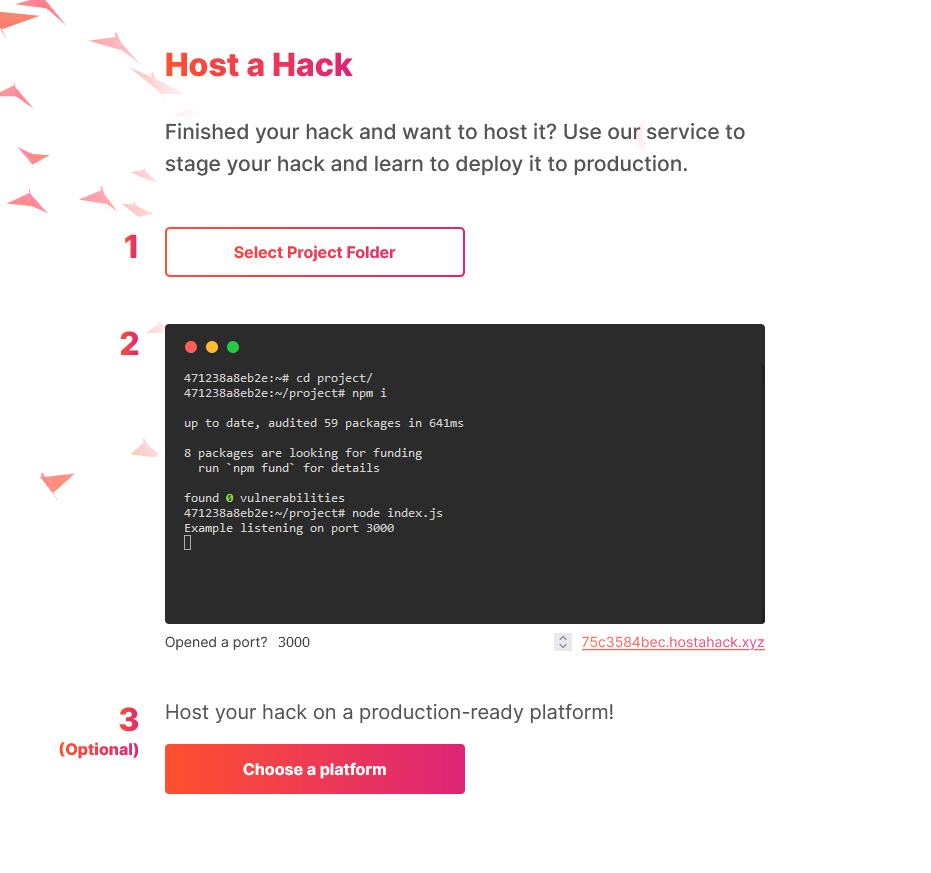 Host a Hack
Finished your hack and want to host it? Use our service to
stage your hack and learn to deploy it to production.
1
Select Project Folder
2
471238a8eb2e:~# cd project/
471238a8eb2e:~/project# npm i
up to date, audited 59 packages in 641ms
8 packages are looking for funding
  run `npm fund` for details
found 0 vulnerabilities
471238a8eb2e:~/project# node index.js
Example listening on port 3000
Opened a port? 3000
75c3584bec.hostahack.xyz
3
(Optional)
Host your hack on a production-ready platform!
Choose a platform